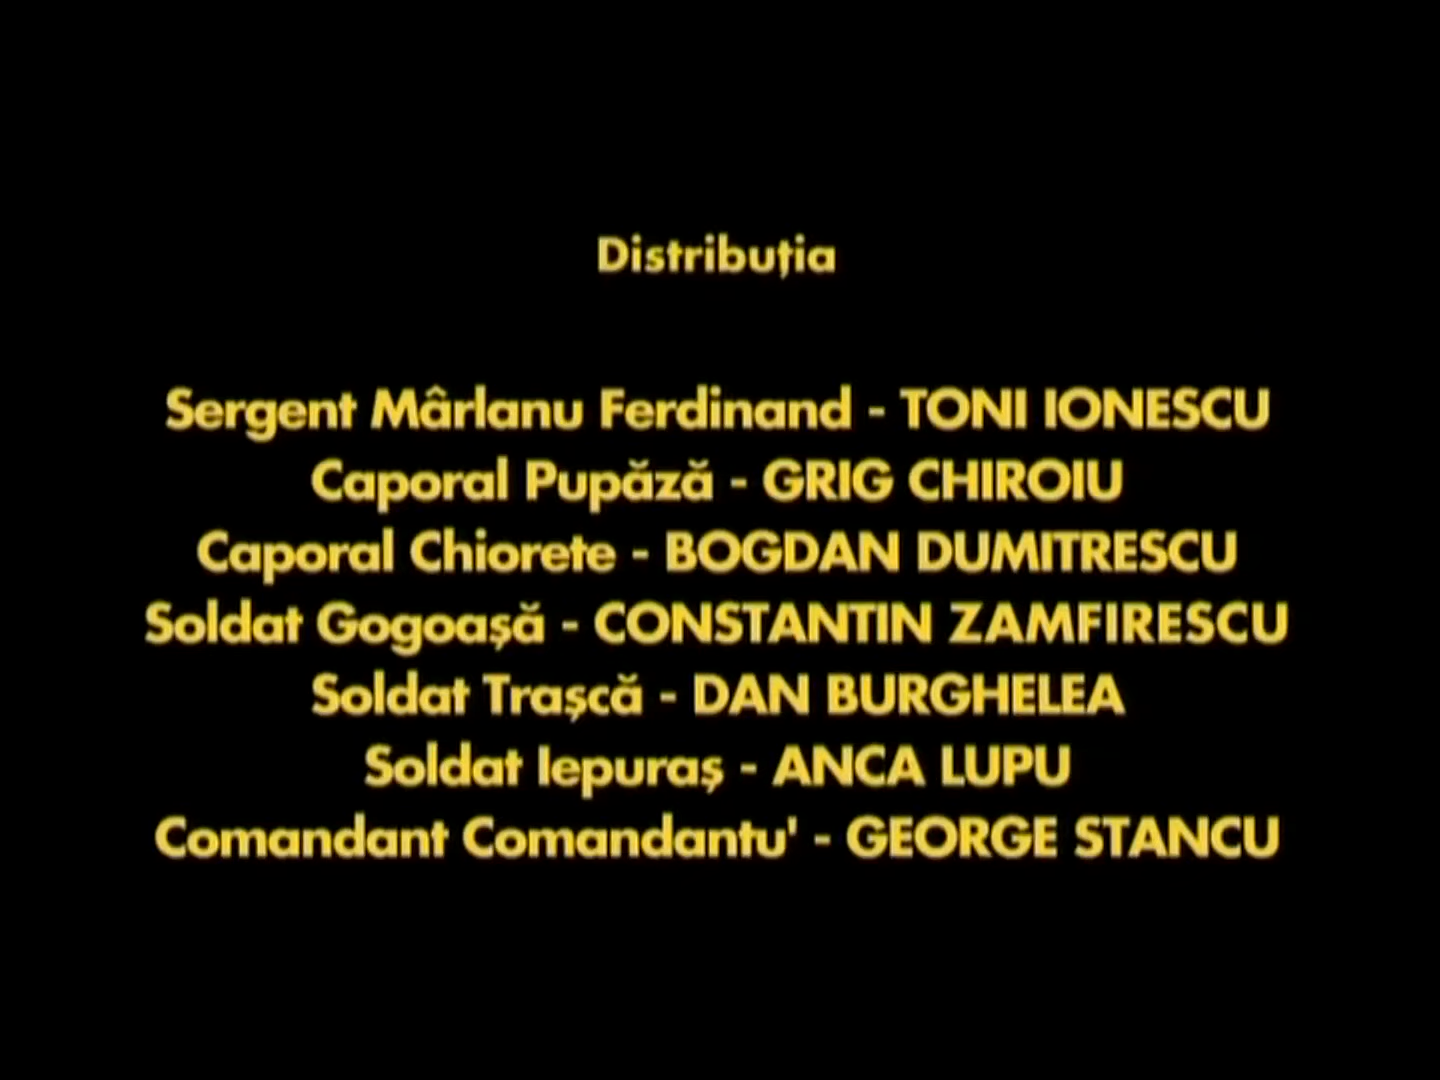 Distribuția
Sergent Mârlanu Ferdinand - TONI IONESCU
Caporal Pupăză - GRIG CHIROIU
Caporal Chiorete - BOGDAN DUMITRESCU
Soldat Gogoașă - CONSTANTIN ZAMFIRESCU
Soldat Trașcă - DAN BURGHELEA
Soldat Iepuraș - ANCA LUPU
Comandant Comandantu' - GEORGE STANCU